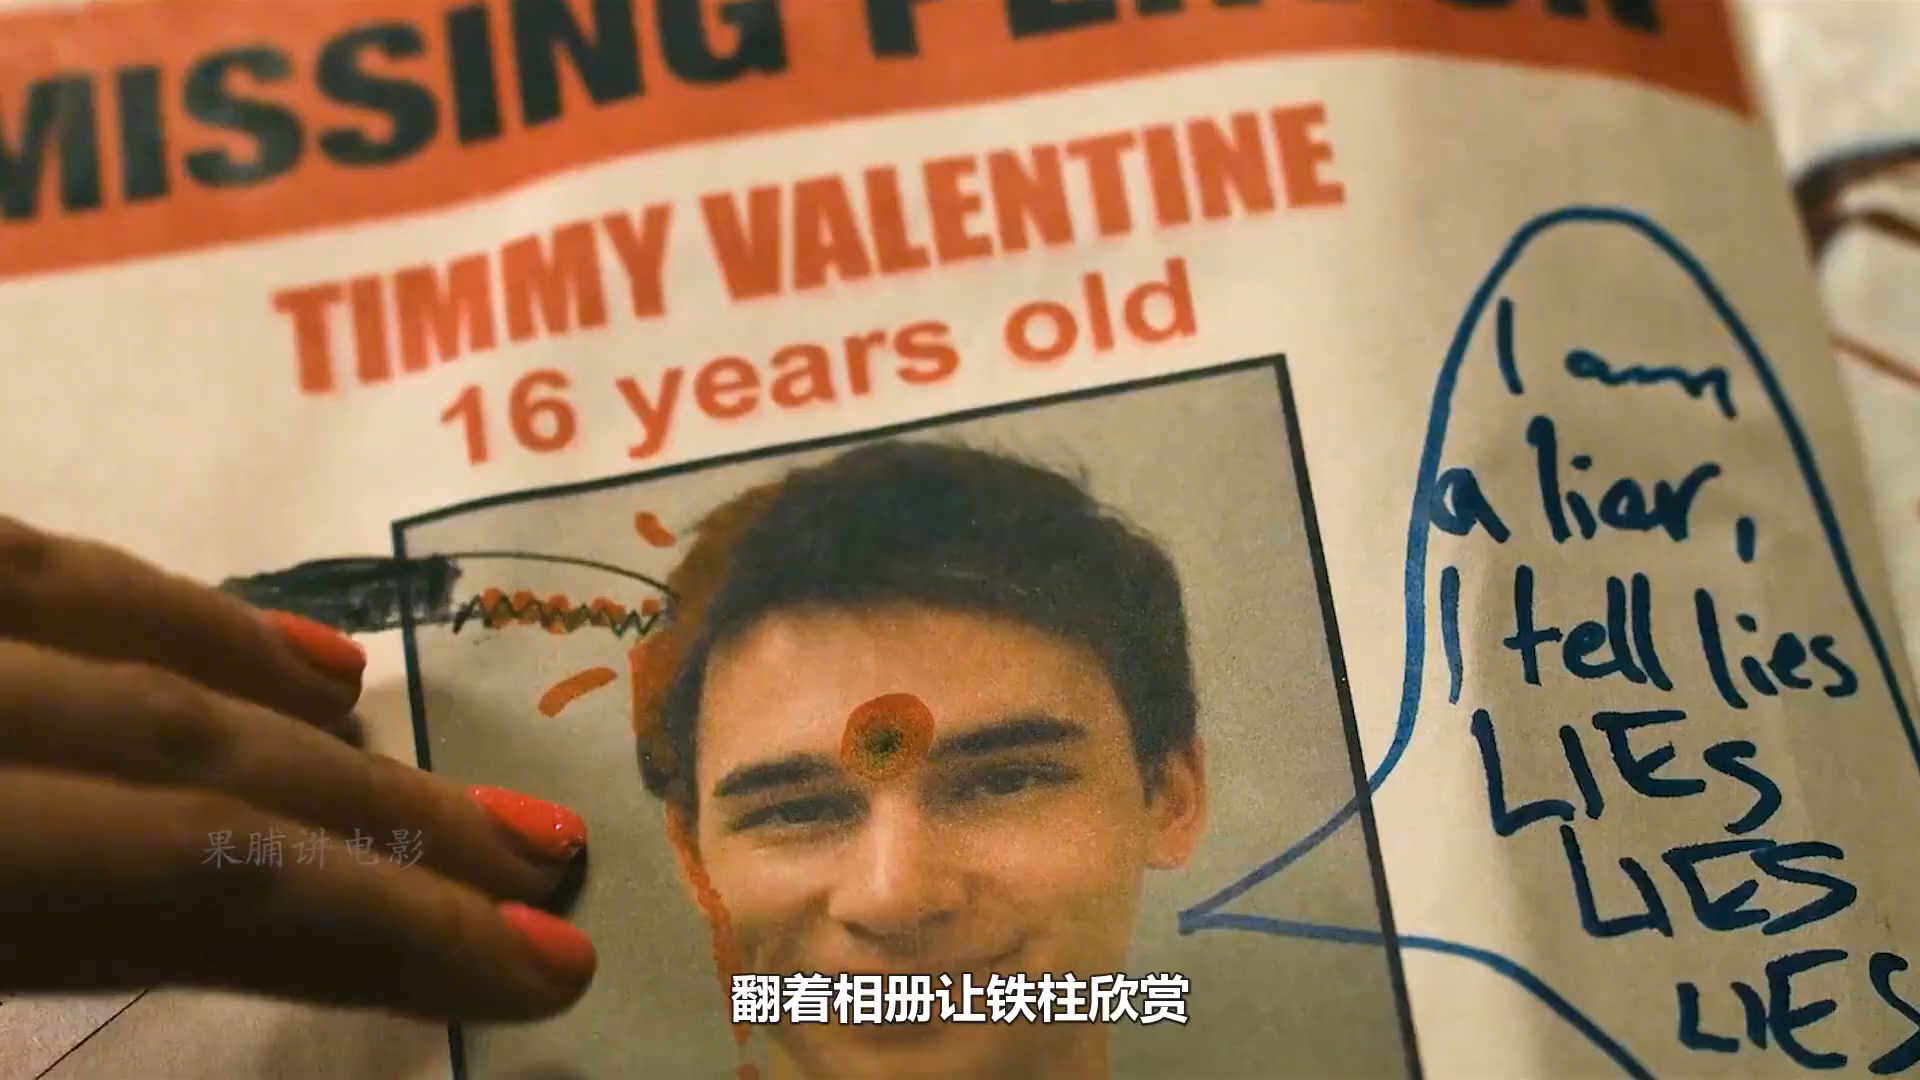 MISSING PERSON
TIMMY VALENTINE
16 years old
I am
a liar,
I tell lies
LIES
LIES
LIES
果脯讲电影
翻着相册让铁柱欣赏